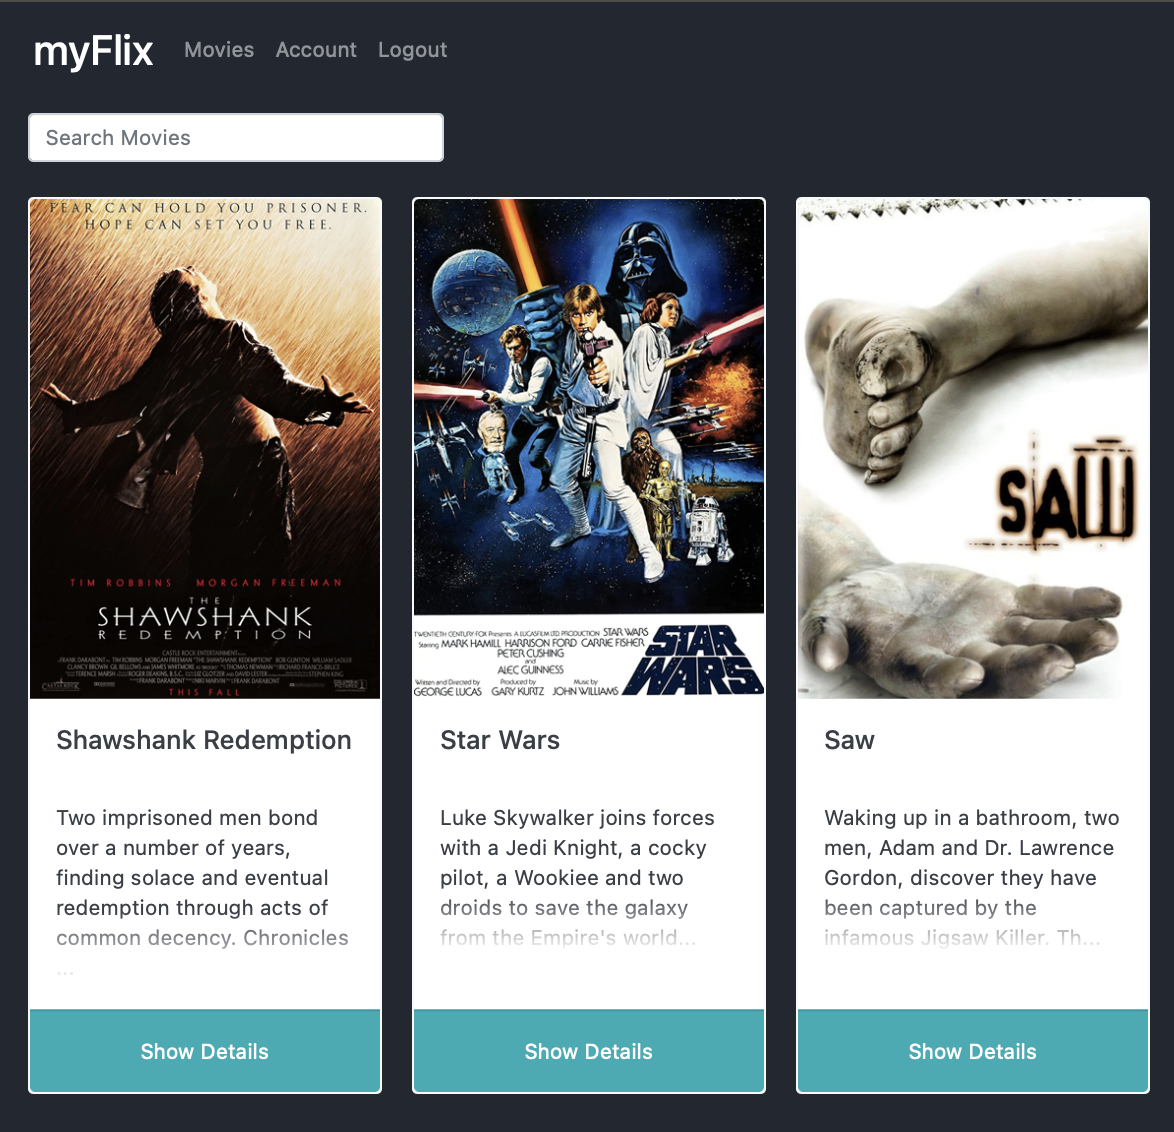 myFlix Movies Account Logout
Search Movies
FEAR CAN HOLD YOU PRISONER.
HOPE CAN SET YOU FREE.
TIM ROBBINS MORGAN FREEMAN
THE
SHAWSHANK
REDEMPTION
CASTLE ROCK ENTERTAINMENT
THIS FALL
TWENTIETH CENTURY-FOX Presents A LUCASFILM LTD PRODUCTION STAR WARS
Starring MARK HAMILL HARRISON FORD CARRIE FISHER
PETER CUSHING
and
ALEC GUINNESS
Written and Directed by
GEORGE LUCAS
Produced by
GARY KURTZ
Music by
JOHN WILLIAMS
STAR
WARS
SAW
Shawshank Redemption
Two imprisoned men bond
over a number of years,
finding solace and eventual
redemption through acts of
common decency. Chronicles
...
Show Details
Star Wars
Luke Skywalker joins forces
with a Jedi Knight, a cocky
pilot, a Wookiee and two
droids to save the galaxy
from the Empire's world...
Show Details
Saw
Waking up in a bathroom, two
men, Adam and Dr. Lawrence
Gordon, discover they have
been captured by the
infamous Jigsaw Killer. Th...
Show Details